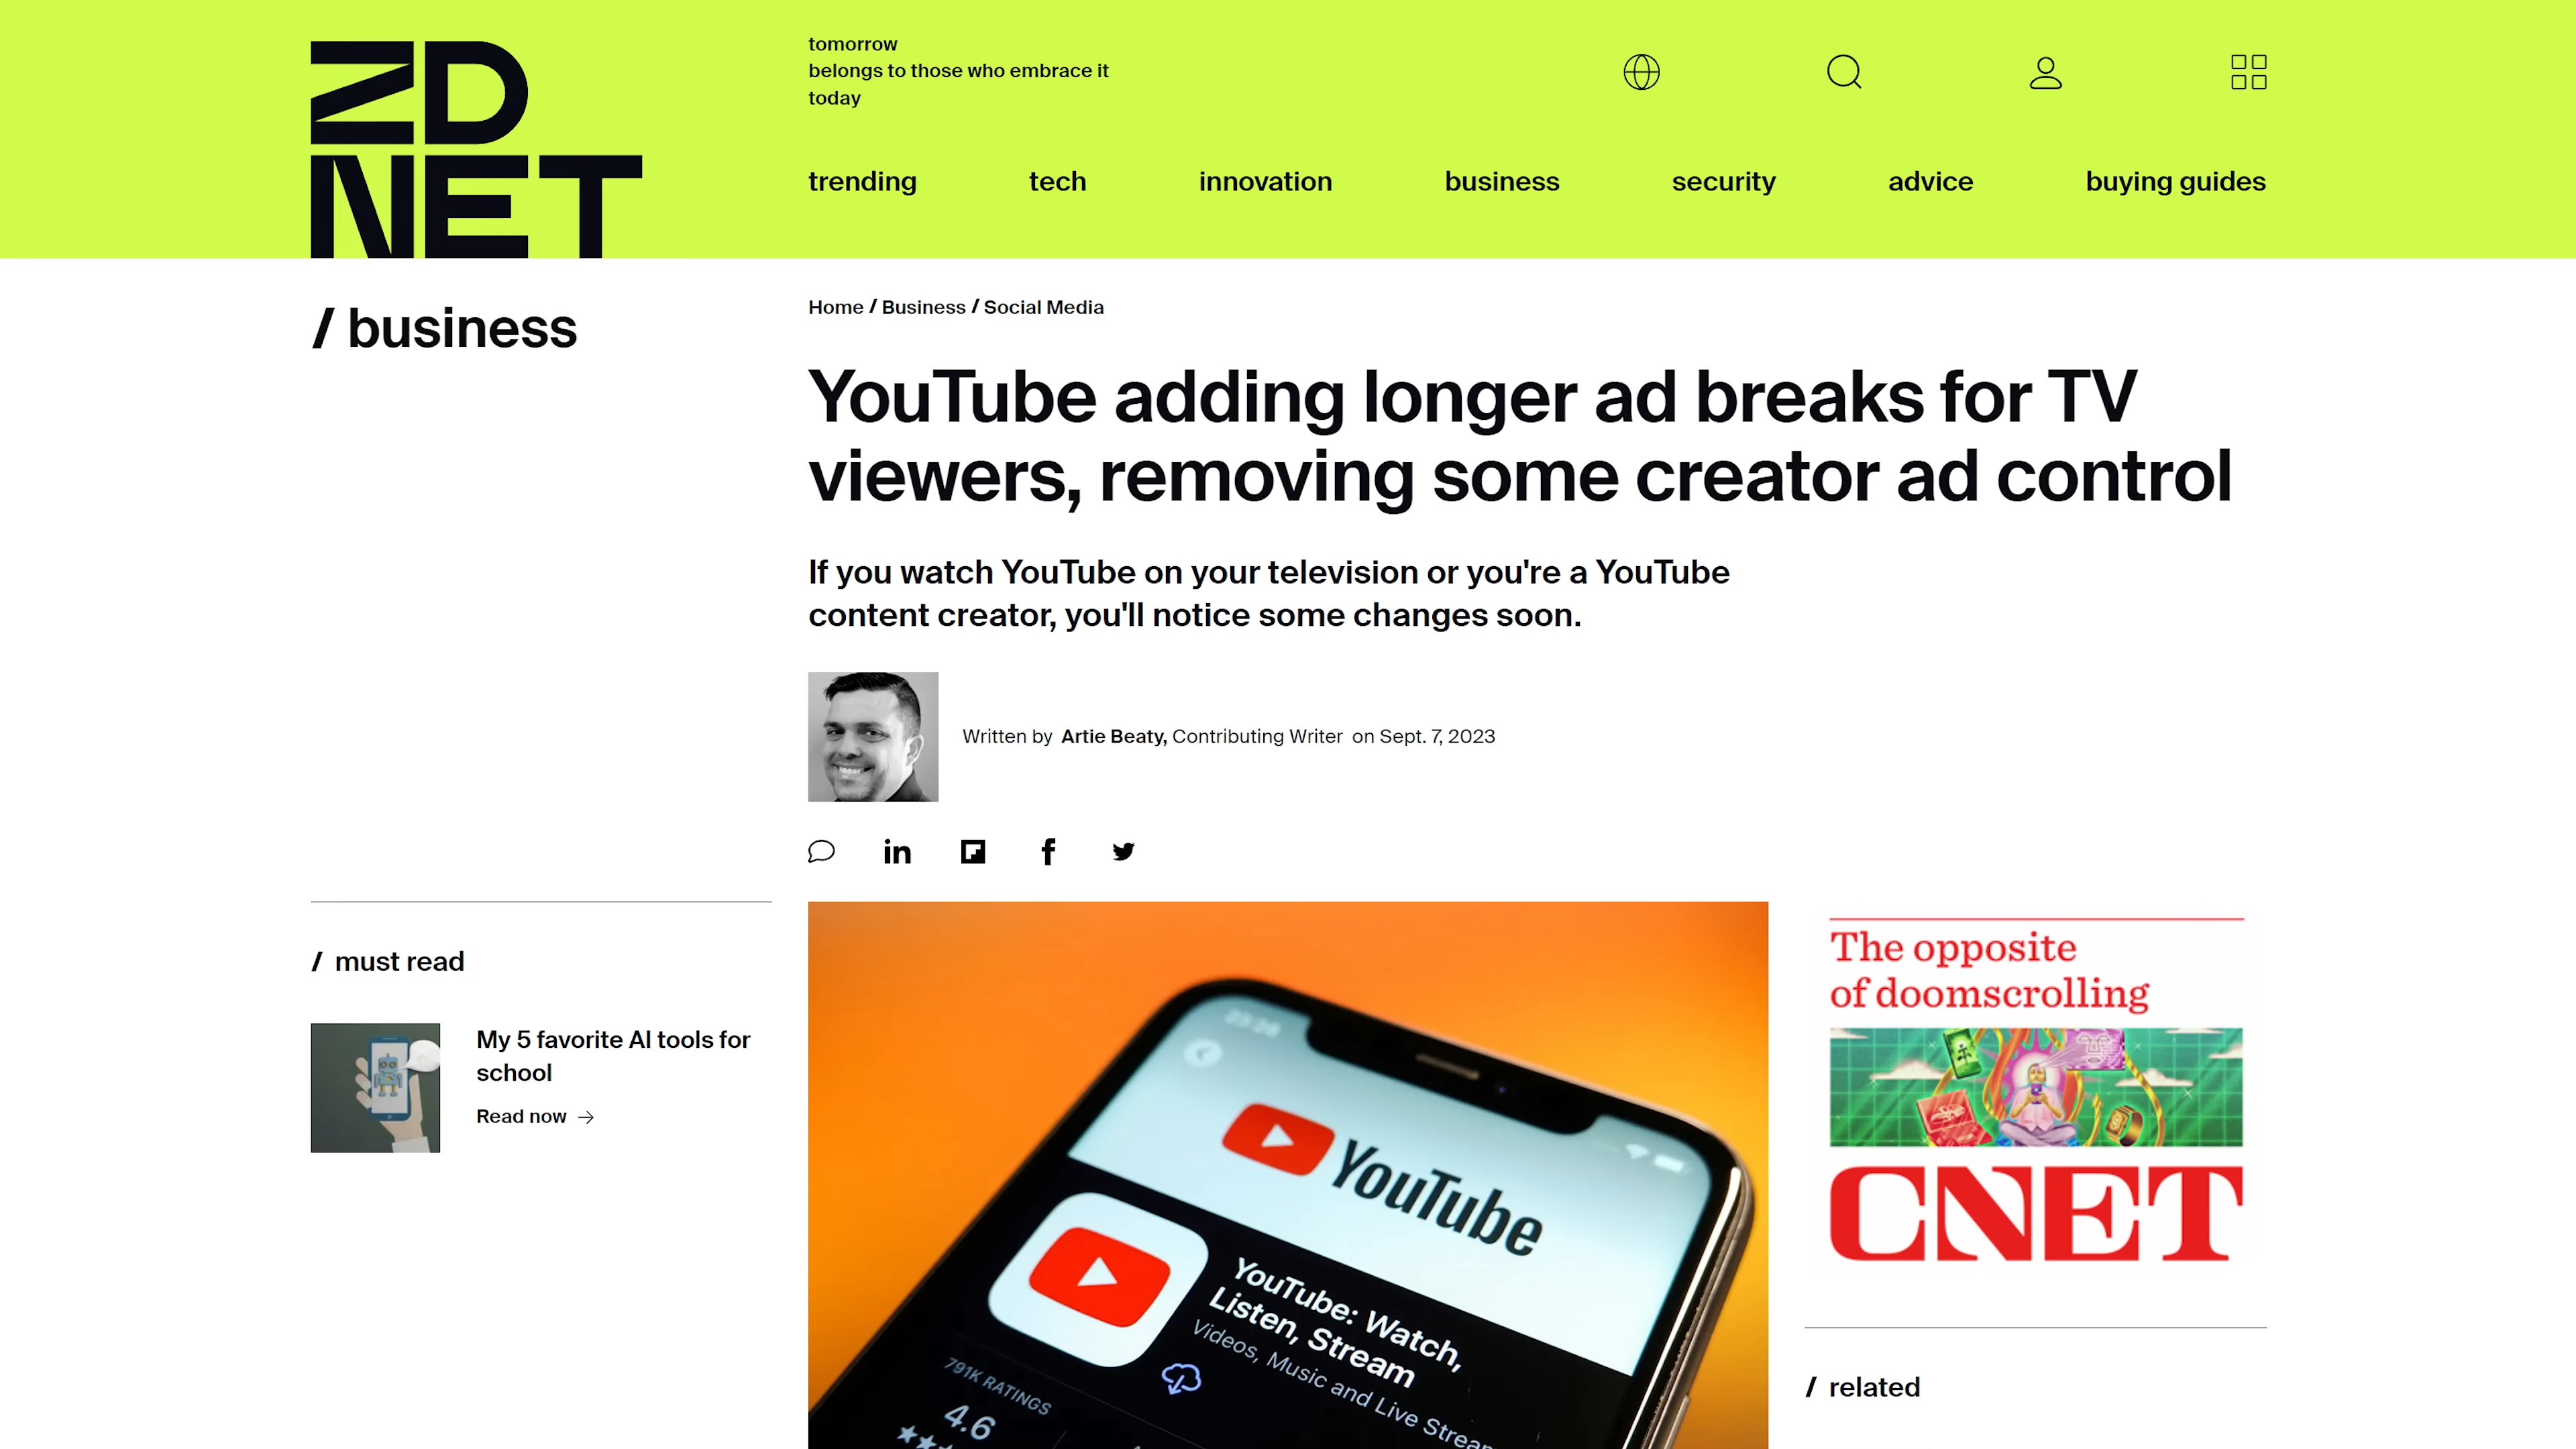 ZD
NET
tomorrow
belongs to those who embrace it
today
trending tech innovation business security advice buying guides
/ business
Home / Business / Social Media
YouTube adding longer ad breaks for TV
viewers, removing some creator ad control
If you watch YouTube on your television or you're a YouTube
content creator, you'll notice some changes soon.
Written by Artie Beaty, Contributing Writer on Sept. 7, 2023
/ must read
My 5 favorite AI tools for
school
Read now
YouTube
YouTube: Watch,
Listen, Stream
Videos, Music and Live Strea
791K RATINGS
4.6
The opposite
of doomscrolling
CNET
/ related